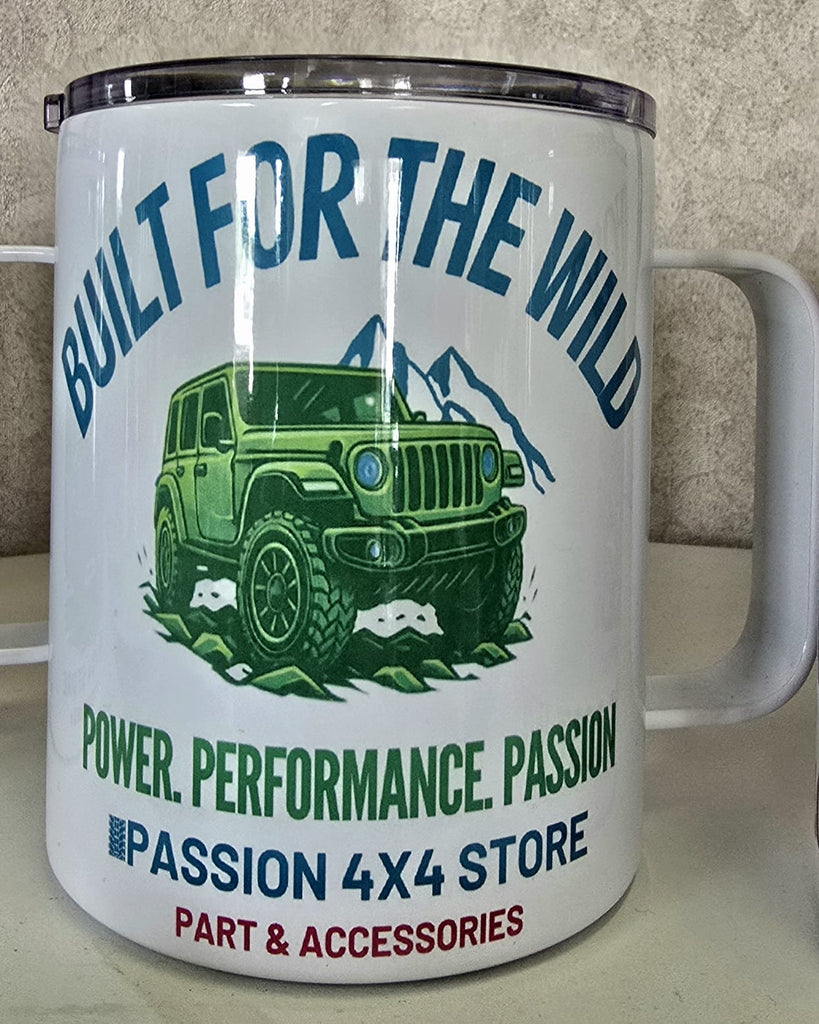 BUILT FOR THE WILD
POWER. PERFORMANCE. PASSION
PASSION 4X4 STORE
PART & ACCESSORIES